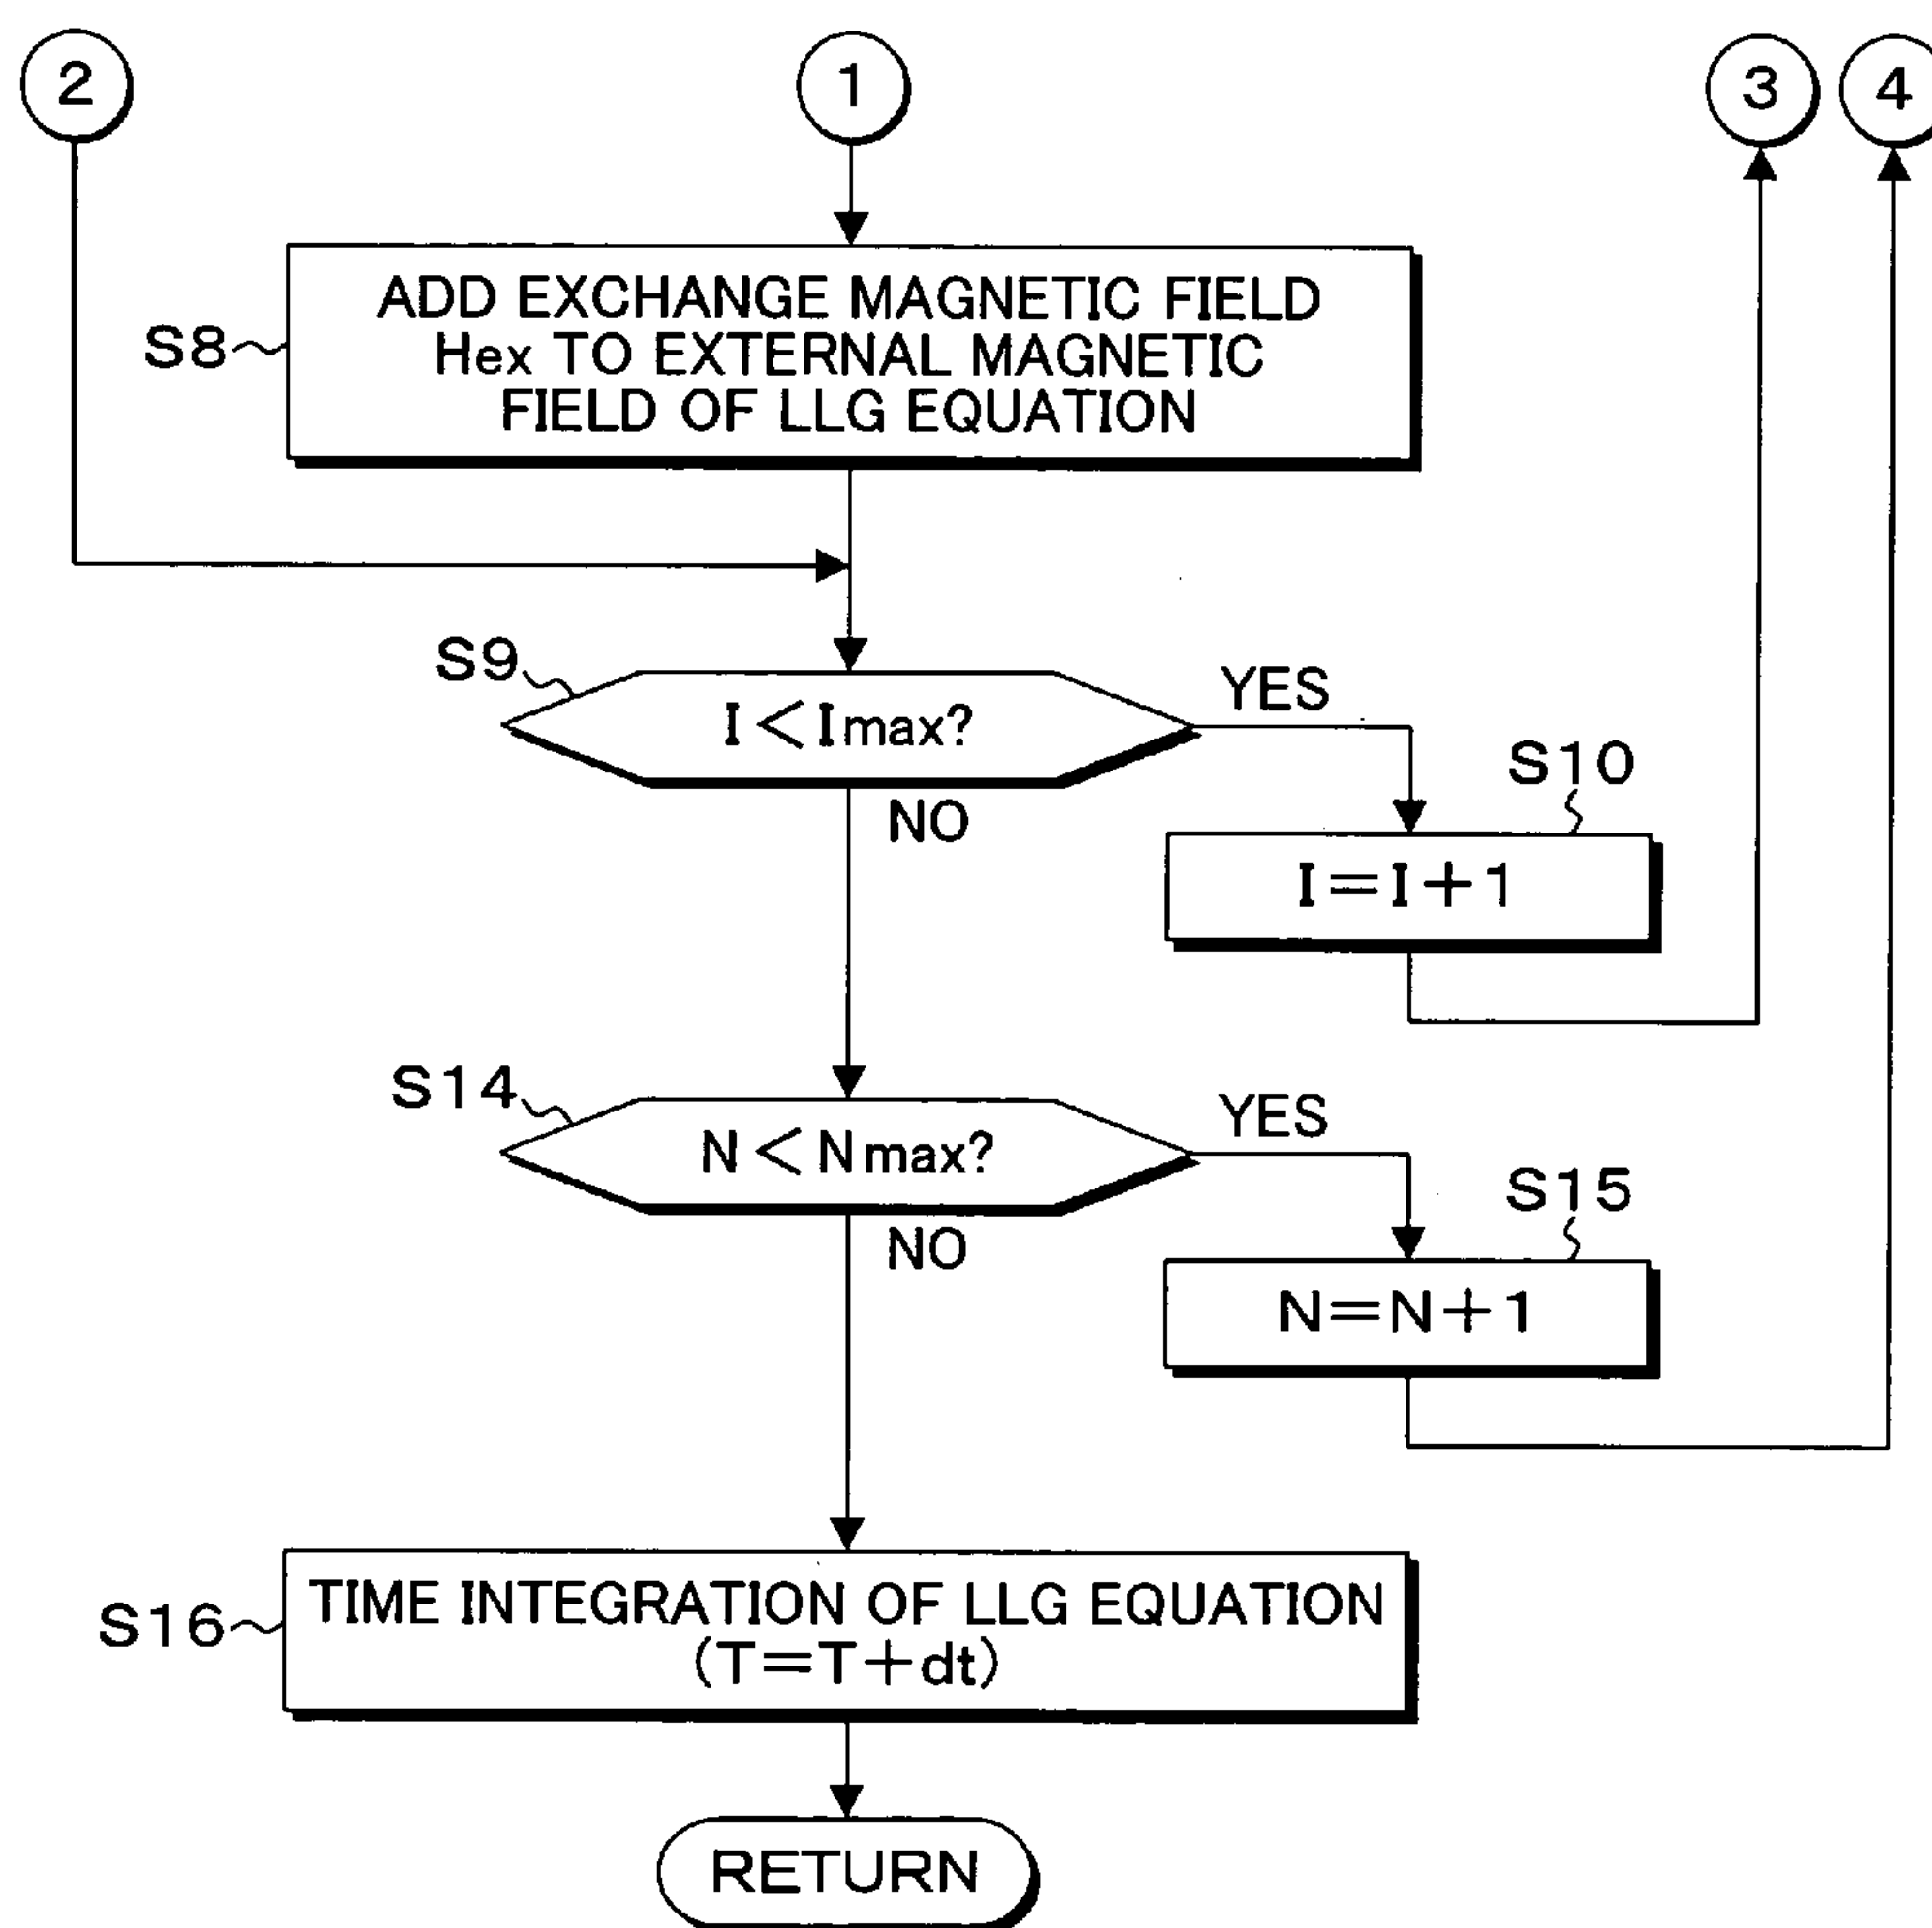 2
1
3
4
S8
ADD EXCHANGE MAGNETIC FIELD
Hex TO EXTERNAL MAGNETIC
FIELD OF LLG EQUATION
S9
I<Imax?
YES
NO
S10
I=I+1
S14
N<Nmax?
YES
NO
S15
N=N+1
S16
TIME INTEGRATION OF LLG EQUATION
(T=T+dt)
RETURN